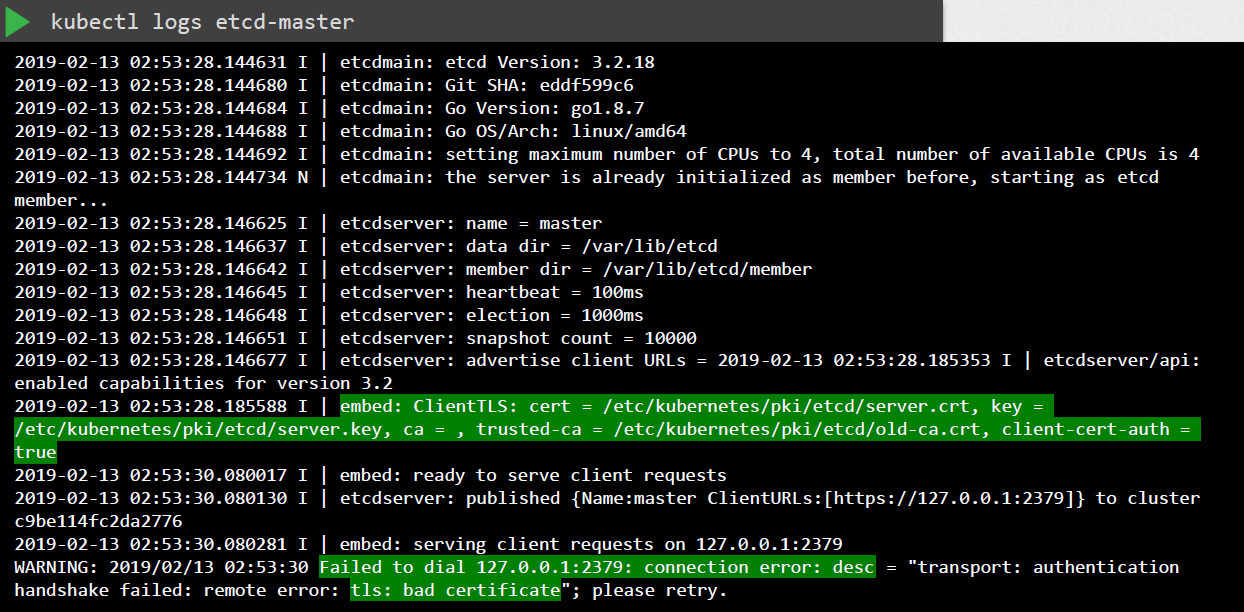 kubectl logs etcd-master
2019-02-13 02:53:28.144631 I | etcdmain: etcd Version: 3.2.18
2019-02-13 02:53:28.144680 I | etcdmain: Git SHA: eddf599c6
2019-02-13 02:53:28.144684 I | etcdmain: Go Version: go1.8.7
2019-02-13 02:53:28.144688 I | etcdmain: Go OS/Arch: linux/amd64
2019-02-13 02:53:28.144692 I | etcdmain: setting maximum number of CPUs to 4, total number of available CPUs is 4
2019-02-13 02:53:28.144734 N | etcdmain: the server is already initialized as member before, starting as etcd
member...
2019-02-13 02:53:28.146625 I | etcdserver: name = master
2019-02-13 02:53:28.146637 I | etcdserver: data dir = /var/lib/etcd
2019-02-13 02:53:28.146642 I | etcdserver: member dir = /var/lib/etcd/member
2019-02-13 02:53:28.146645 I | etcdserver: heartbeat = 100ms
2019-02-13 02:53:28.146648 I | etcdserver: election = 1000ms
2019-02-13 02:53:28.146651 I | etcdserver: snapshot count = 10000
2019-02-13 02:53:28.146677 I | etcdserver: advertise client URLs = 2019-02-13 02:53:28.185353 I | etcdserver/api:
enabled capabilities for version 3.2
2019-02-13 02:53:28.185588 I | embed: ClientTLS: cert = /etc/kubernetes/pki/etcd/server.crt, key =
/etc/kubernetes/pki/etcd/server.key, ca = , trusted-ca = /etc/kubernetes/pki/etcd/old-ca.crt, client-cert-auth =
true
2019-02-13 02:53:30.080017 I | embed: ready to serve client requests
2019-02-13 02:53:30.080130 I | etcdserver: published {Name:master ClientURLs:[https://127.0.0.1:2379]} to cluster
c9be114fc2da2776
2019-02-13 02:53:30.080281 I | embed: serving client requests on 127.0.0.1:2379
WARNING: 2019/02/13 02:53:30 Failed to dial 127.0.0.1:2379: connection error: desc = "transport: authentication
handshake failed: remote error: tls: bad certificate"; please retry.